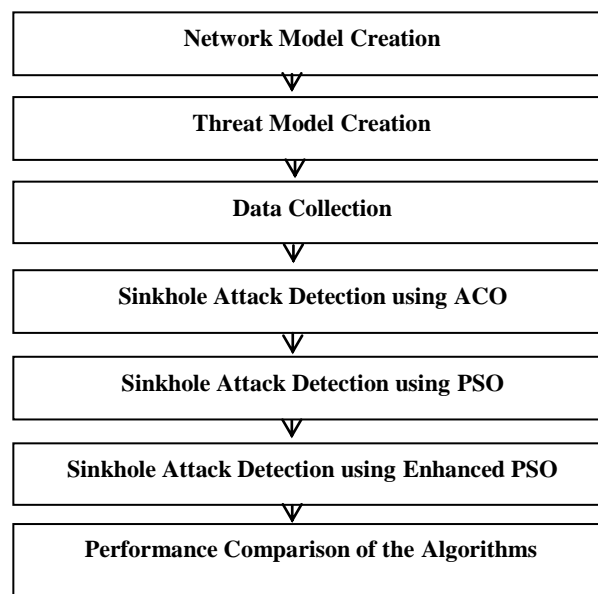 Network Model Creation
Threat Model Creation
Data Collection
Sinkhole Attack Detection using ACO
Sinkhole Attack Detection using PSO
Sinkhole Attack Detection using Enhanced PSO
Performance Comparison of the Algorithms